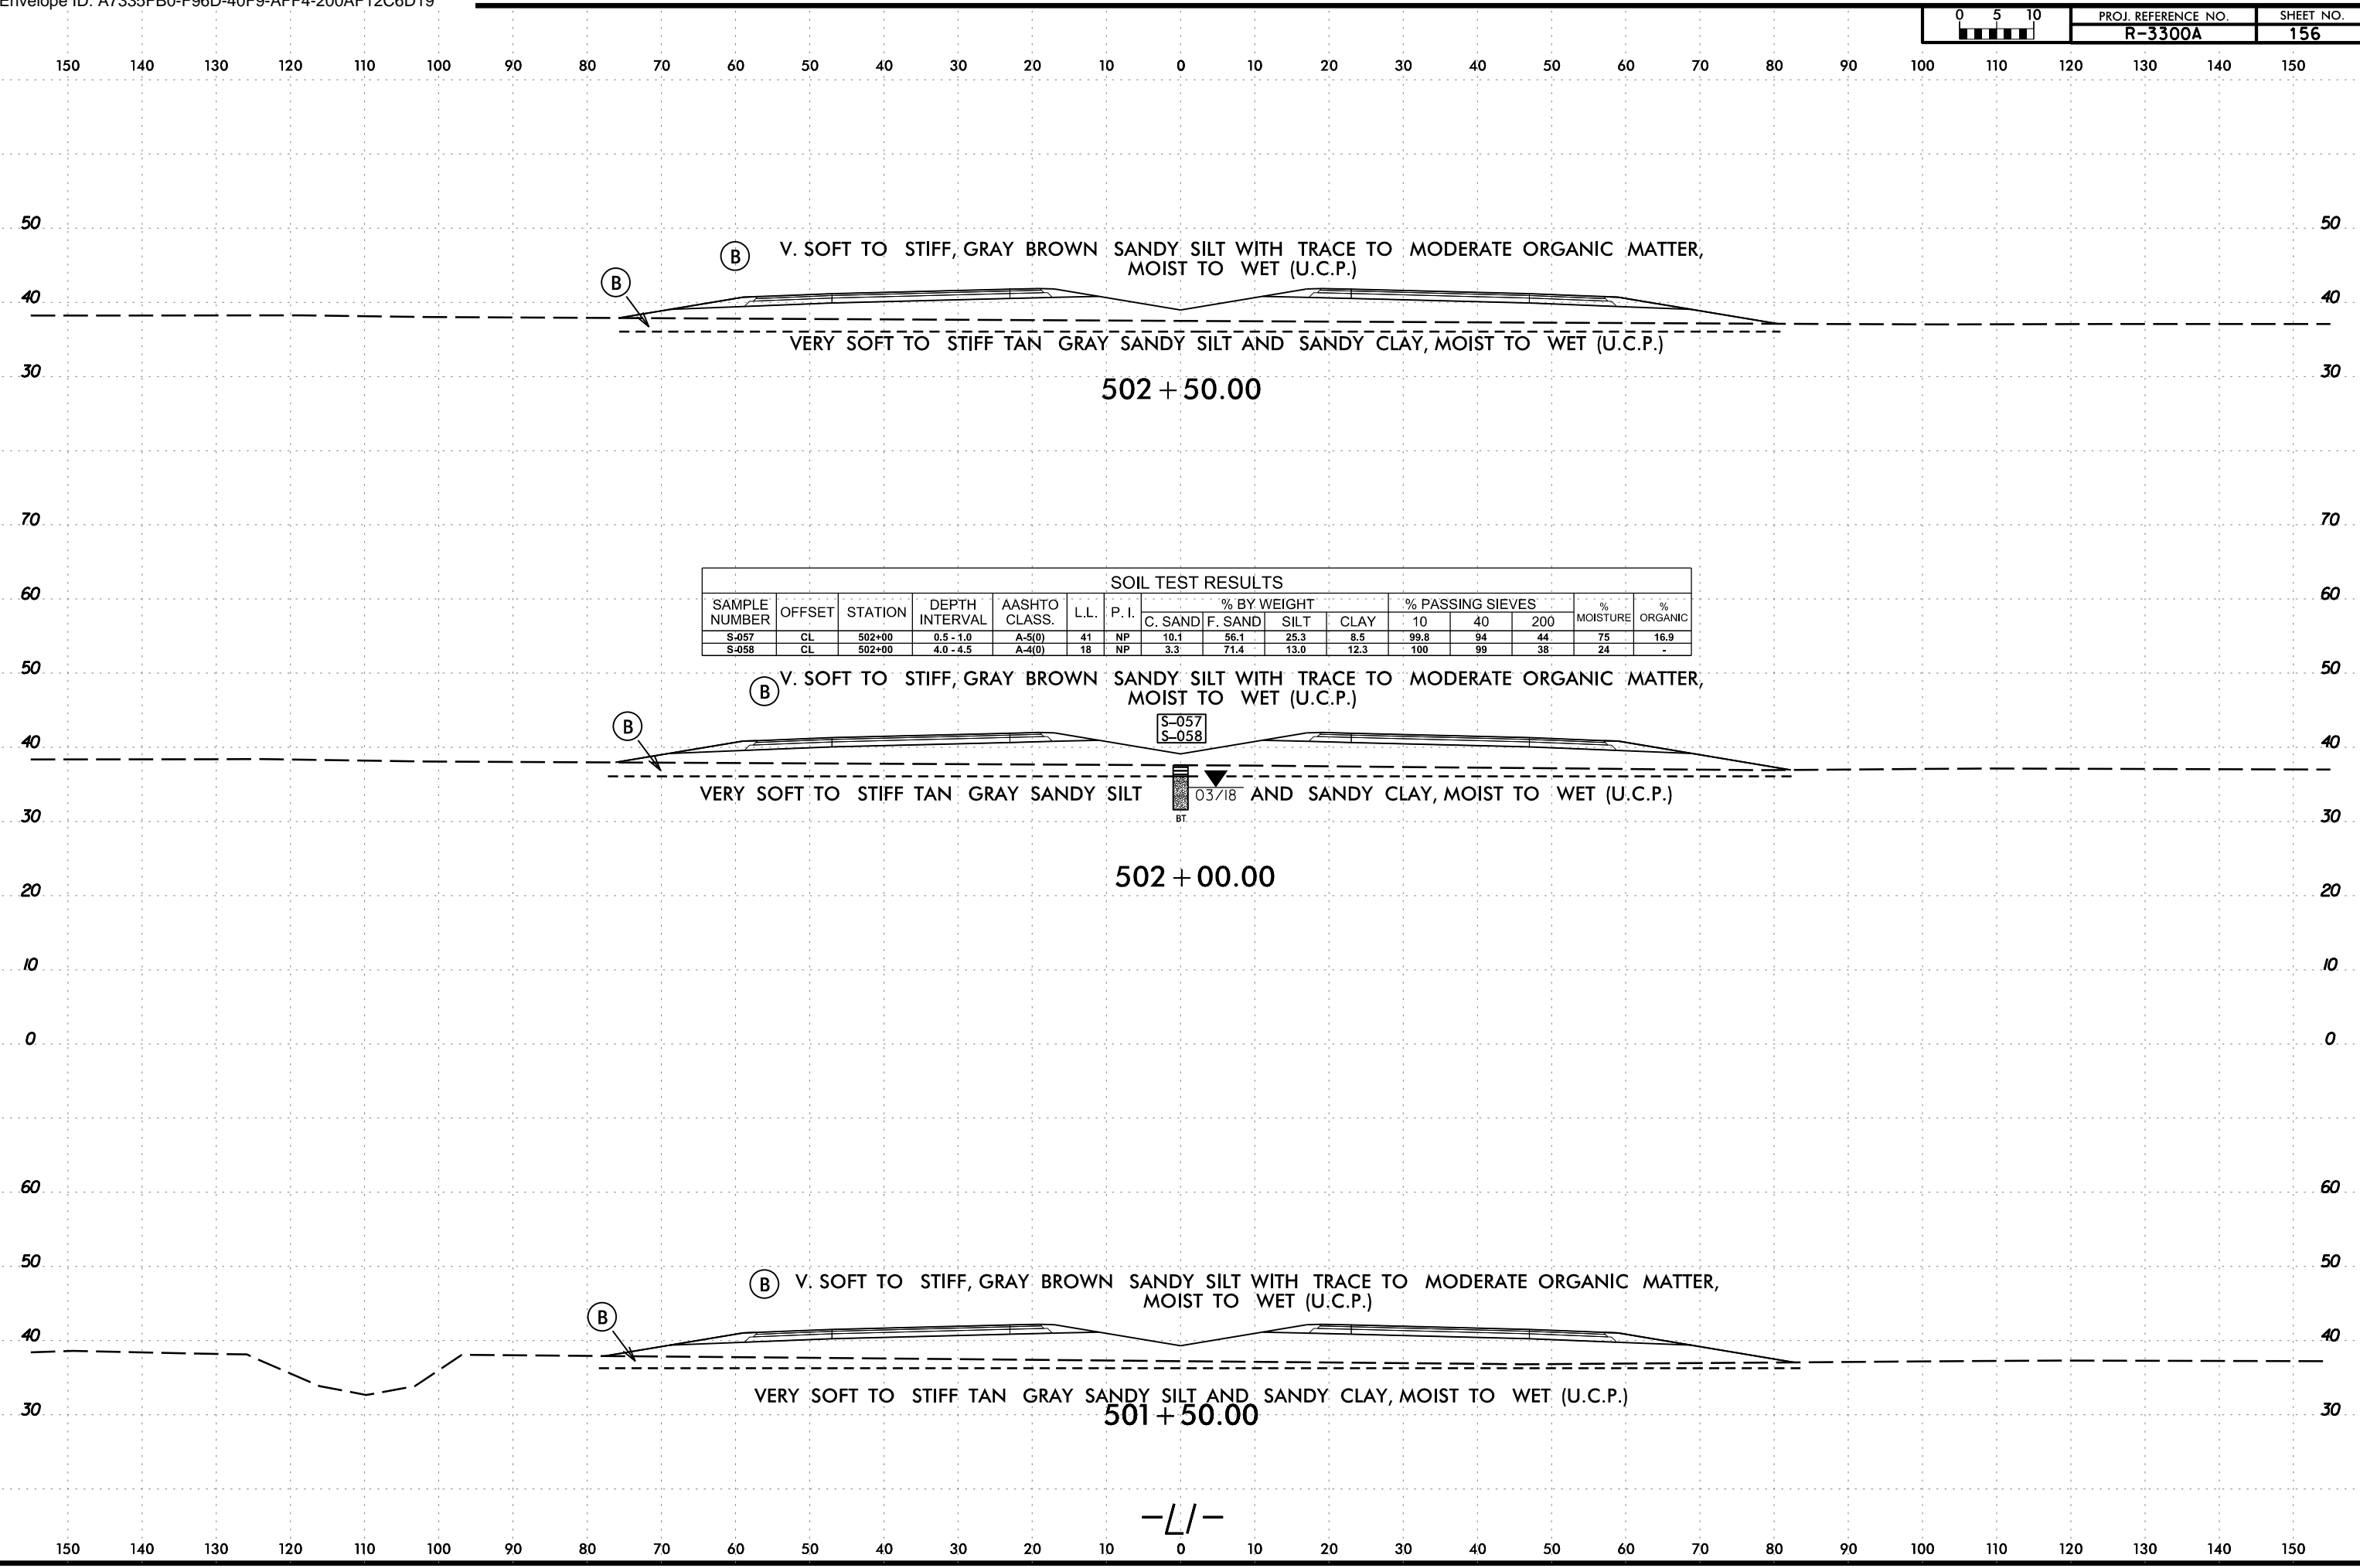 Envelope ID: A7335FB0-F96D-40F9-AFF4-200AF12C6D19
0 5 10
PROJ. REFERENCE NO. SHEET NO.
R-3300A 156
150 140 130 120 110 100 90 80 70 60 50 40 30 20 10 0 10 20 30 40 50 60 70 80 90 100 110 120 130 140 150
50 50
B V. SOFT TO STIFF, GRAY BROWN SANDY SILT WITH TRACE TO MODERATE ORGANIC MATTER,
MOIST TO WET (U.C.P.)
B
40 40
VERY SOFT TO STIFF TAN GRAY SANDY SILT AND SANDY CLAY, MOIST TO WET (U.C.P.)
30 30
502+50.00
70 70
SOIL TEST RESULTS
60 60
SAMPLE NUMBER OFFSET STATION DEPTH INTERVAL AASHTO CLASS. L.L. P.I. % BY WEIGHT % PASSING SIEVES % MOISTURE % ORGANIC
C. SAND F. SAND SILT CLAY 10 40 200
S-057 CL 502+00 0.5 - 1.0 A-5(0) 41 NP 10.1 56.1 25.3 8.5 99.8 94 44 75 16.9
S-058 CL 502+00 4.0 - 4.5 A-4(0) 18 NP 3.3 71.4 13.0 12.3 100 99 38 24 -
50 50
B V. SOFT TO STIFF, GRAY BROWN SANDY SILT WITH TRACE TO MODERATE ORGANIC MATTER,
MOIST TO WET (U.C.P.)
B
S-057
S-058
40 40
VERY SOFT TO STIFF TAN GRAY SANDY SILT 03/18 AND SANDY CLAY, MOIST TO WET (U.C.P.)
BT
30 30
502+00.00
20 20
10 10
0 0
60 60
50 50
B V. SOFT TO STIFF, GRAY BROWN SANDY SILT WITH TRACE TO MODERATE ORGANIC MATTER,
MOIST TO WET (U.C.P.)
B
40 40
VERY SOFT TO STIFF TAN GRAY SANDY SILT AND SANDY CLAY, MOIST TO WET (U.C.P.)
30 30
501+50.00
-L1-
150 140 130 120 110 100 90 80 70 60 50 40 30 20 10 0 10 20 30 40 50 60 70 80 90 100 110 120 130 140 150